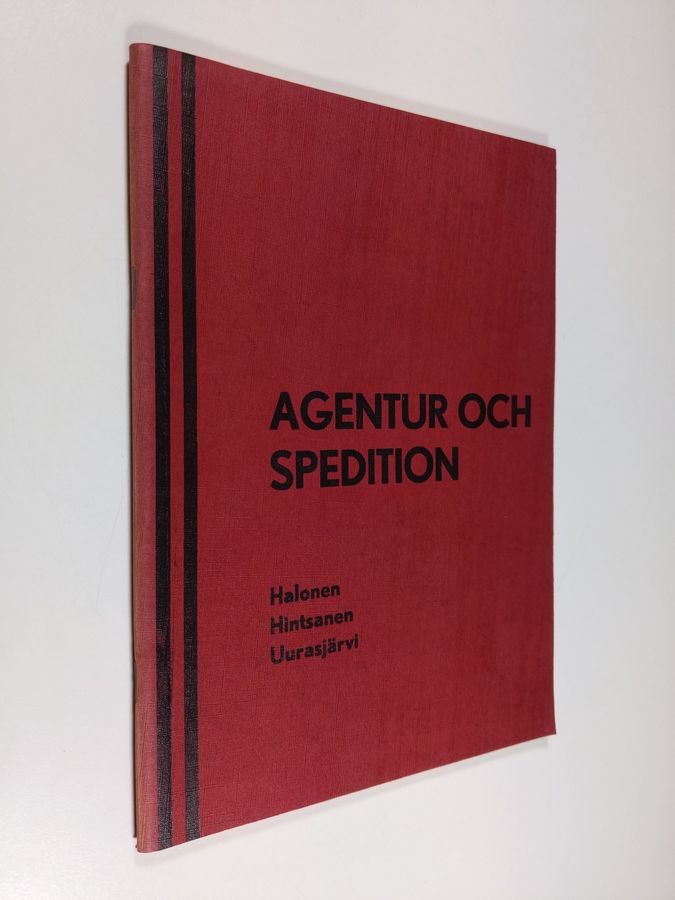 AGENTUR OCH
SPEDITION
Halonen
Hintsanen
Uurasjärvi